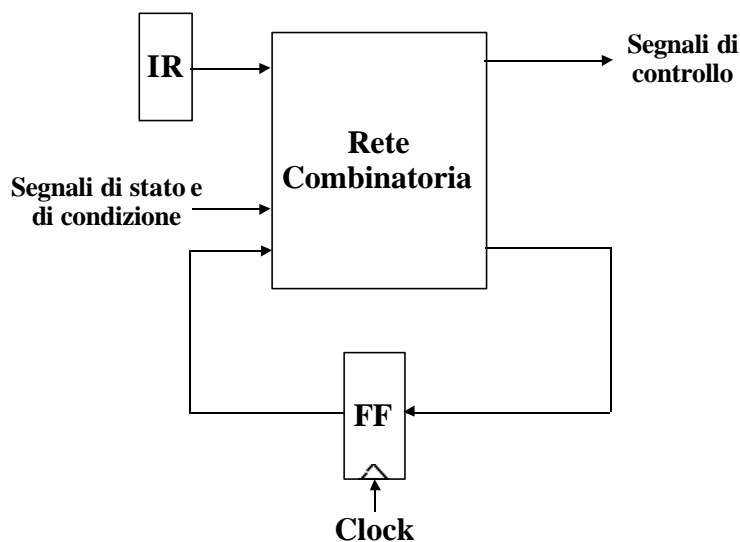 IR
Segnali di
controllo
Rete
Combinatoria
Segnali di stato e
di condizione
FF
Clock